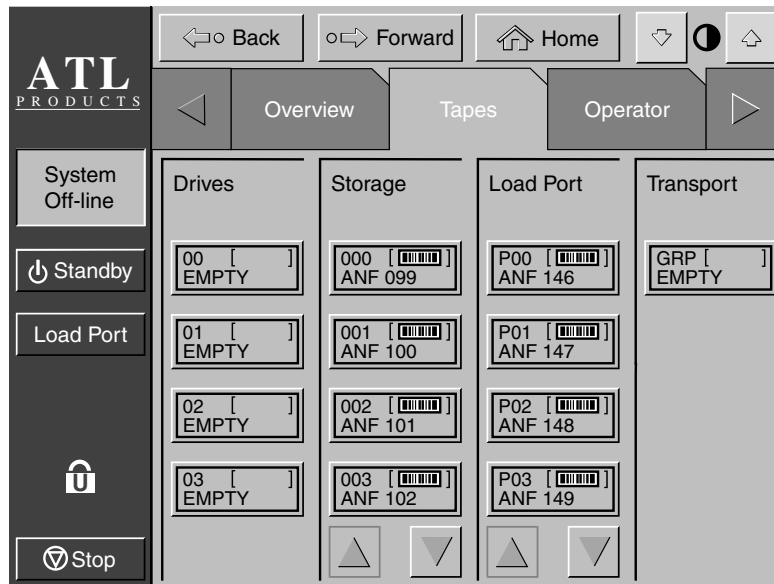 Back
Forward
Home
ATL
PRODUCTS
Overview
Tapes
Operator
System
Off-line
Standby
Load Port
U
Stop
Drives
00 [ ]
EMPTY
01 [ ]
EMPTY
02 [ ]
EMPTY
03 [ ]
EMPTY
Storage
000 [ ]
ANF 099
001 [ ]
ANF 100
002 [ ]
ANF 101
003 [ ]
ANF 102
Load Port
P00 [ ]
ANF 146
P01 [ ]
ANF 147
P02 [ ]
ANF 148
P03 [ ]
ANF 149
Transport
GRP [ ]
EMPTY